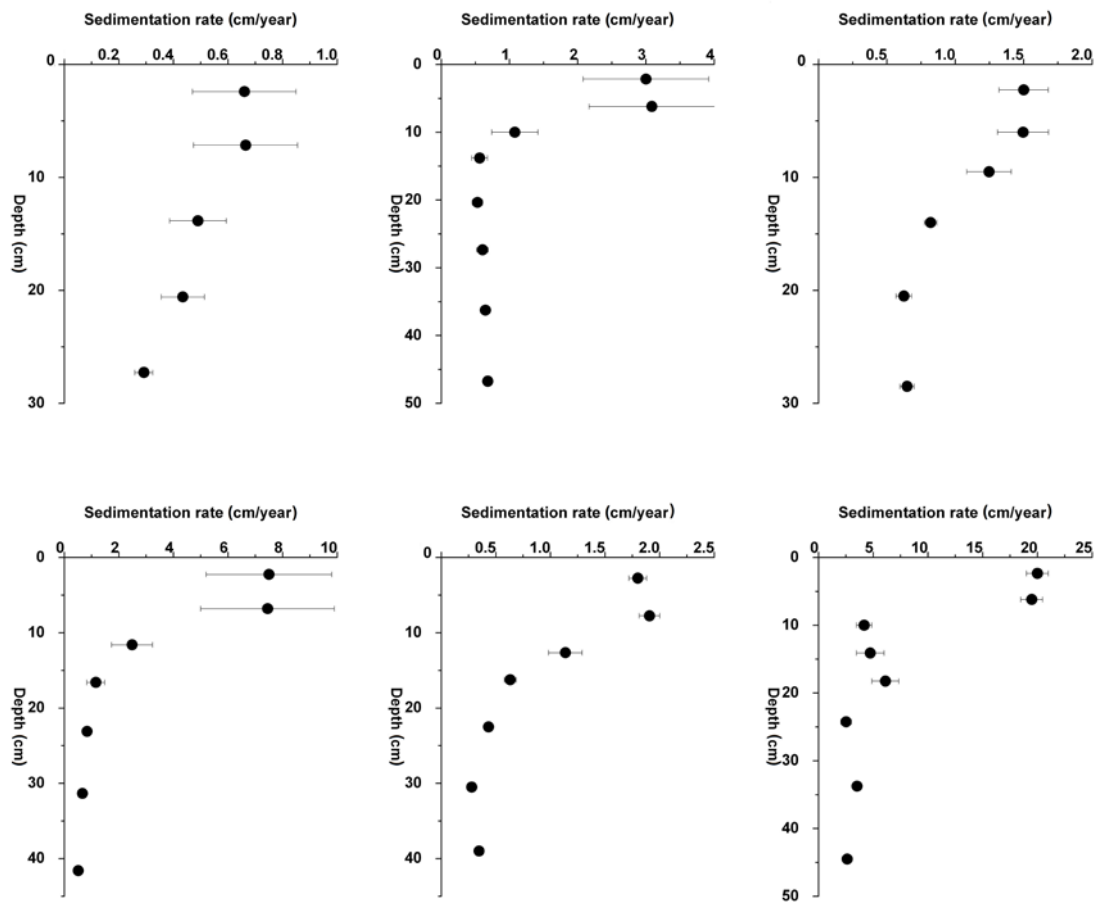 Sedimentation rate (cm/year) Sedimentation rate (cm/year) Sedimentation rate (cm/year)
0.2 0.4 0.6 0.8 1.0 0 1 2 3 4 0.5 1.0 1.5 2.0
0 0 0
10 10 10
20 20 20
30 30 30
40
50
Depth (cm) Depth (cm) Depth (cm)
Sedimentation rate (cm/year) Sedimentation rate (cm/year) Sedimentation rate (cm/year)
0 2 4 6 8 10 0 0.5 1.0 1.5 2.0 2.5 0 5 10 15 20 25
0 0 0
10 10 10
20 20 20
30 30 30
40 40 40
50
Depth (cm) Depth (cm) Depth (cm)